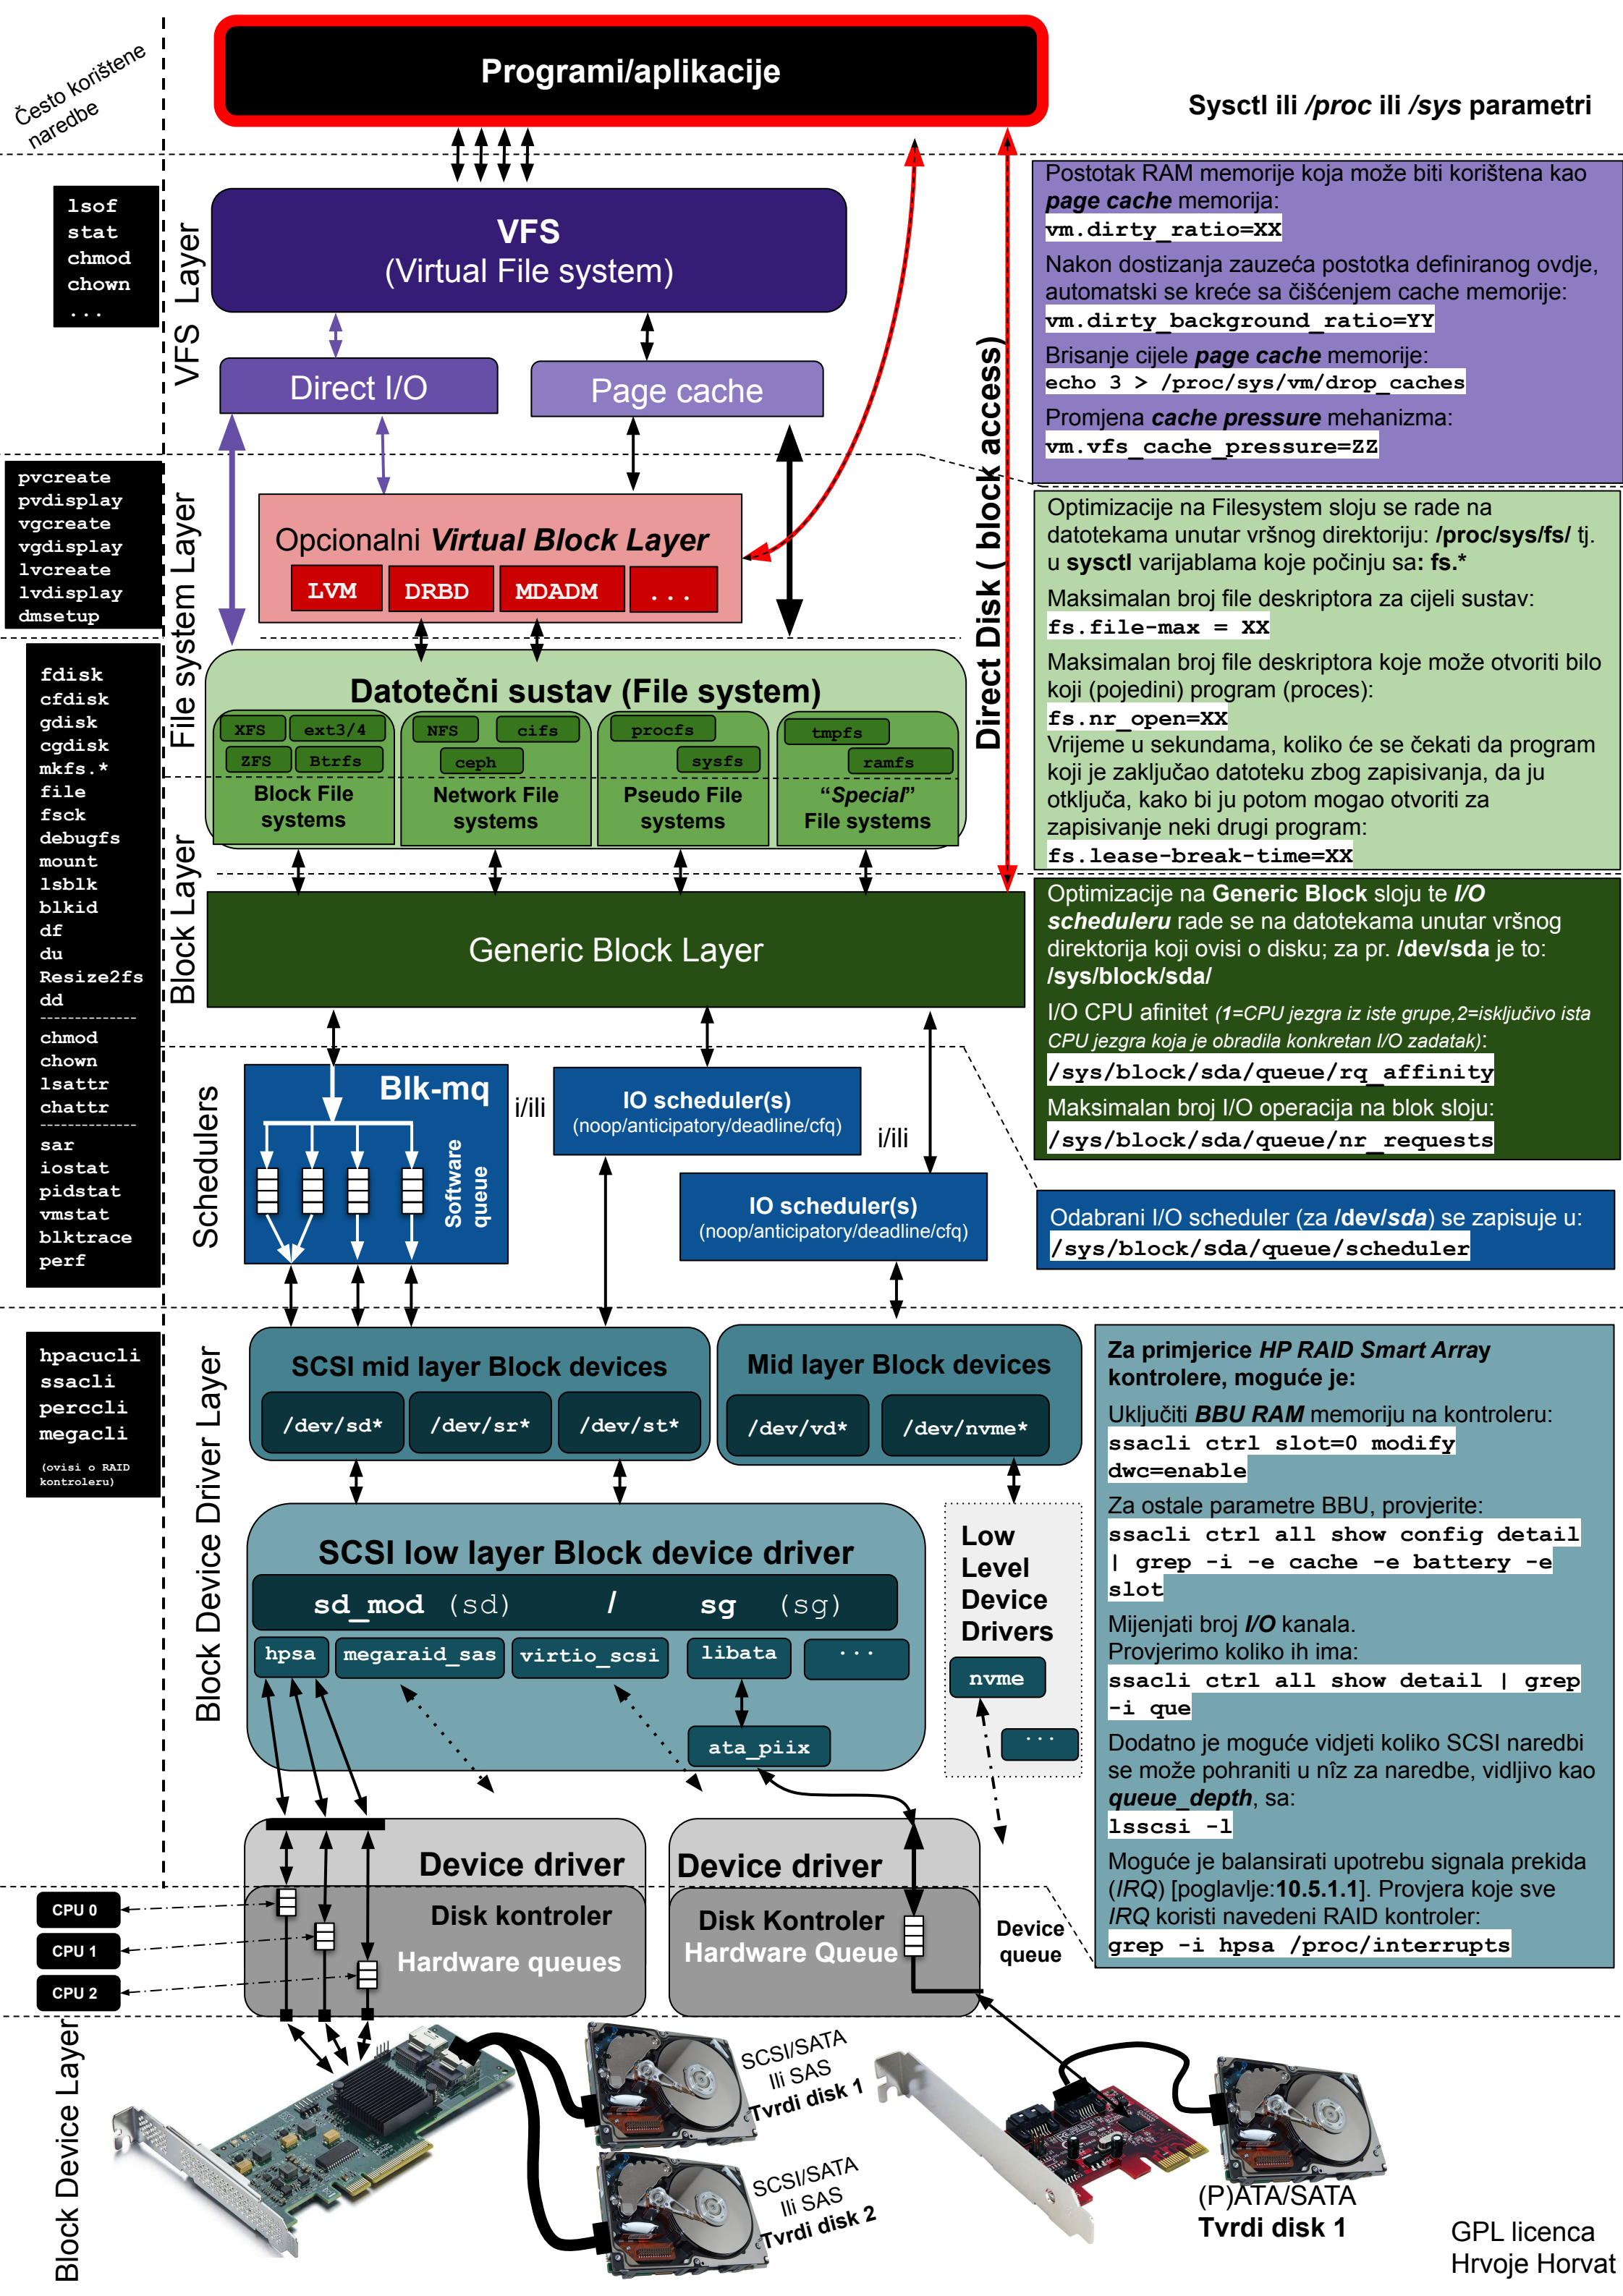 Često korištene
naredbe
Programi/aplikacije
Sysctl ili /proc ili /sys parametri
lsof
stat
chmod
chown
...
VFS Layer
VFS
(Virtual File system)
Direct I/O
Page cache
Direct Disk ( block access)
Postotak RAM memorije koja može biti korištena kao
page cache memorija:
vm.dirty_ratio=XX
Nakon dostizanja zauzeća postotka definiranog ovdje,
automatski se kreće sa čišćenjem cache memorije:
vm.dirty_background_ratio=YY
Brisanje cijele page cache memorije:
echo 3 > /proc/sys/vm/drop_caches
Promjena cache pressure mehanizma:
vm.vfs_cache_pressure=ZZ
pvcreate
pvdisplay
vgcreate
vgdisplay
lvcreate
lvdisplay
dmsetup
File system Layer
Opcionalni Virtual Block Layer
LVM
DRBD
MDADM
...
Datotečni sustav (File system)
XFS
ext3/4
ZFS
Btrfs
Block File
systems
NFS
cifs
ceph
Network File
systems
procfs
sysfs
Pseudo File
systems
tmpfs
ramfs
“Special”
File systems
Optimizacije na Filesystem sloju se rade na
datotekama unutar vršnog direktoriju: /proc/sys/fs/ tj.
u sysctl varijablama koje počinju sa: fs.*
Maksimalan broj file deskriptora za cijeli sustav:
fs.file-max = XX
Maksimalan broj file deskriptora koje može otvoriti bilo
koji (pojedini) program (proces):
fs.nr_open=XX
Vrijeme u sekundama, koliko će se čekati da program
koji je zaključao datoteku zbog zapisivanja, da ju
otključa, kako bi ju potom mogao otvoriti za
zapisivanje neki drugi program:
fs.lease-break-time=XX
fdisk
cfdisk
gdisk
cgdisk
mkfs.*
file
fsck
debugfs
mount
lsblk
blkid
df
du
Resize2fs
dd
--------------
chmod
chown
lsattr
chattr
--------------
sar
iostat
pidstat
vmstat
blktrace
perf
Block Layer
Generic Block Layer
Optimizacije na Generic Block sloju te I/O
scheduleru rade se na datotekama unutar vršnog
direktorija koji ovisi o disku; za pr. /dev/sda je to:
/sys/block/sda/
I/O CPU afinitet (1=CPU jezgra iz iste grupe,2=isključivo ista
CPU jezgra koja je obradila konkretan I/O zadatak):
/sys/block/sda/queue/rq_affinity
Maksimalan broj I/O operacija na blok sloju:
/sys/block/sda/queue/nr_requests
Schedulers
Blk-mq
Software
queue
i/ili
IO scheduler(s)
(noop/anticipatory/deadline/cfq)
i/ili
IO scheduler(s)
(noop/anticipatory/deadline/cfq)
Odabrani I/O scheduler (za /dev/sda) se zapisuje u:
/sys/block/sda/queue/scheduler
hpacucli
ssacli
perccli
megacli
(ovisi o RAID
kontroleru)
Block Device Driver Layer
SCSI mid layer Block devices
/dev/sd*
/dev/sr*
/dev/st*
Mid layer Block devices
/dev/vd*
/dev/nvme*
SCSI low layer Block device driver
sd_mod (sd) / sg (sg)
hpsa
megaraid_sas
virtio_scsi
libata
...
ata_piix
Low
Level
Device
Drivers
nvme
...
Za primjerice HP RAID Smart Array
kontrolere, moguće je:
Uključiti BBU RAM memoriju na kontroleru:
ssacli ctrl slot=0 modify
dwc=enable
Za ostale parametre BBU, provjerite:
ssacli ctrl all show config detail
| grep -i -e cache -e battery -e
slot
Mijenjati broj I/O kanala.
Provjerimo koliko ih ima:
ssacli ctrl all show detail | grep
-i que
Dodatno je moguće vidjeti koliko SCSI naredbi
se može pohraniti u nîz za naredbe, vidljivo kao
queue_depth, sa:
lsscsi -l
Moguće je balansirati upotrebu signala prekida
(IRQ) [poglavlje:10.5.1.1]. Provjera koje sve
IRQ koristi navedeni RAID kontroler:
grep -i hpsa /proc/interrupts
Device driver
Disk kontroler
Hardware queues
Device driver
Disk Kontroler
Hardware Queue
Device
queue
CPU 0
CPU 1
CPU 2
Block Device Layer
SCSI/SATA
Ili SAS
Tvrdi disk 1
SCSI/SATA
Ili SAS
Tvrdi disk 2
(P)ATA/SATA
Tvrdi disk 1
GPL licenca
Hrvoje Horvat